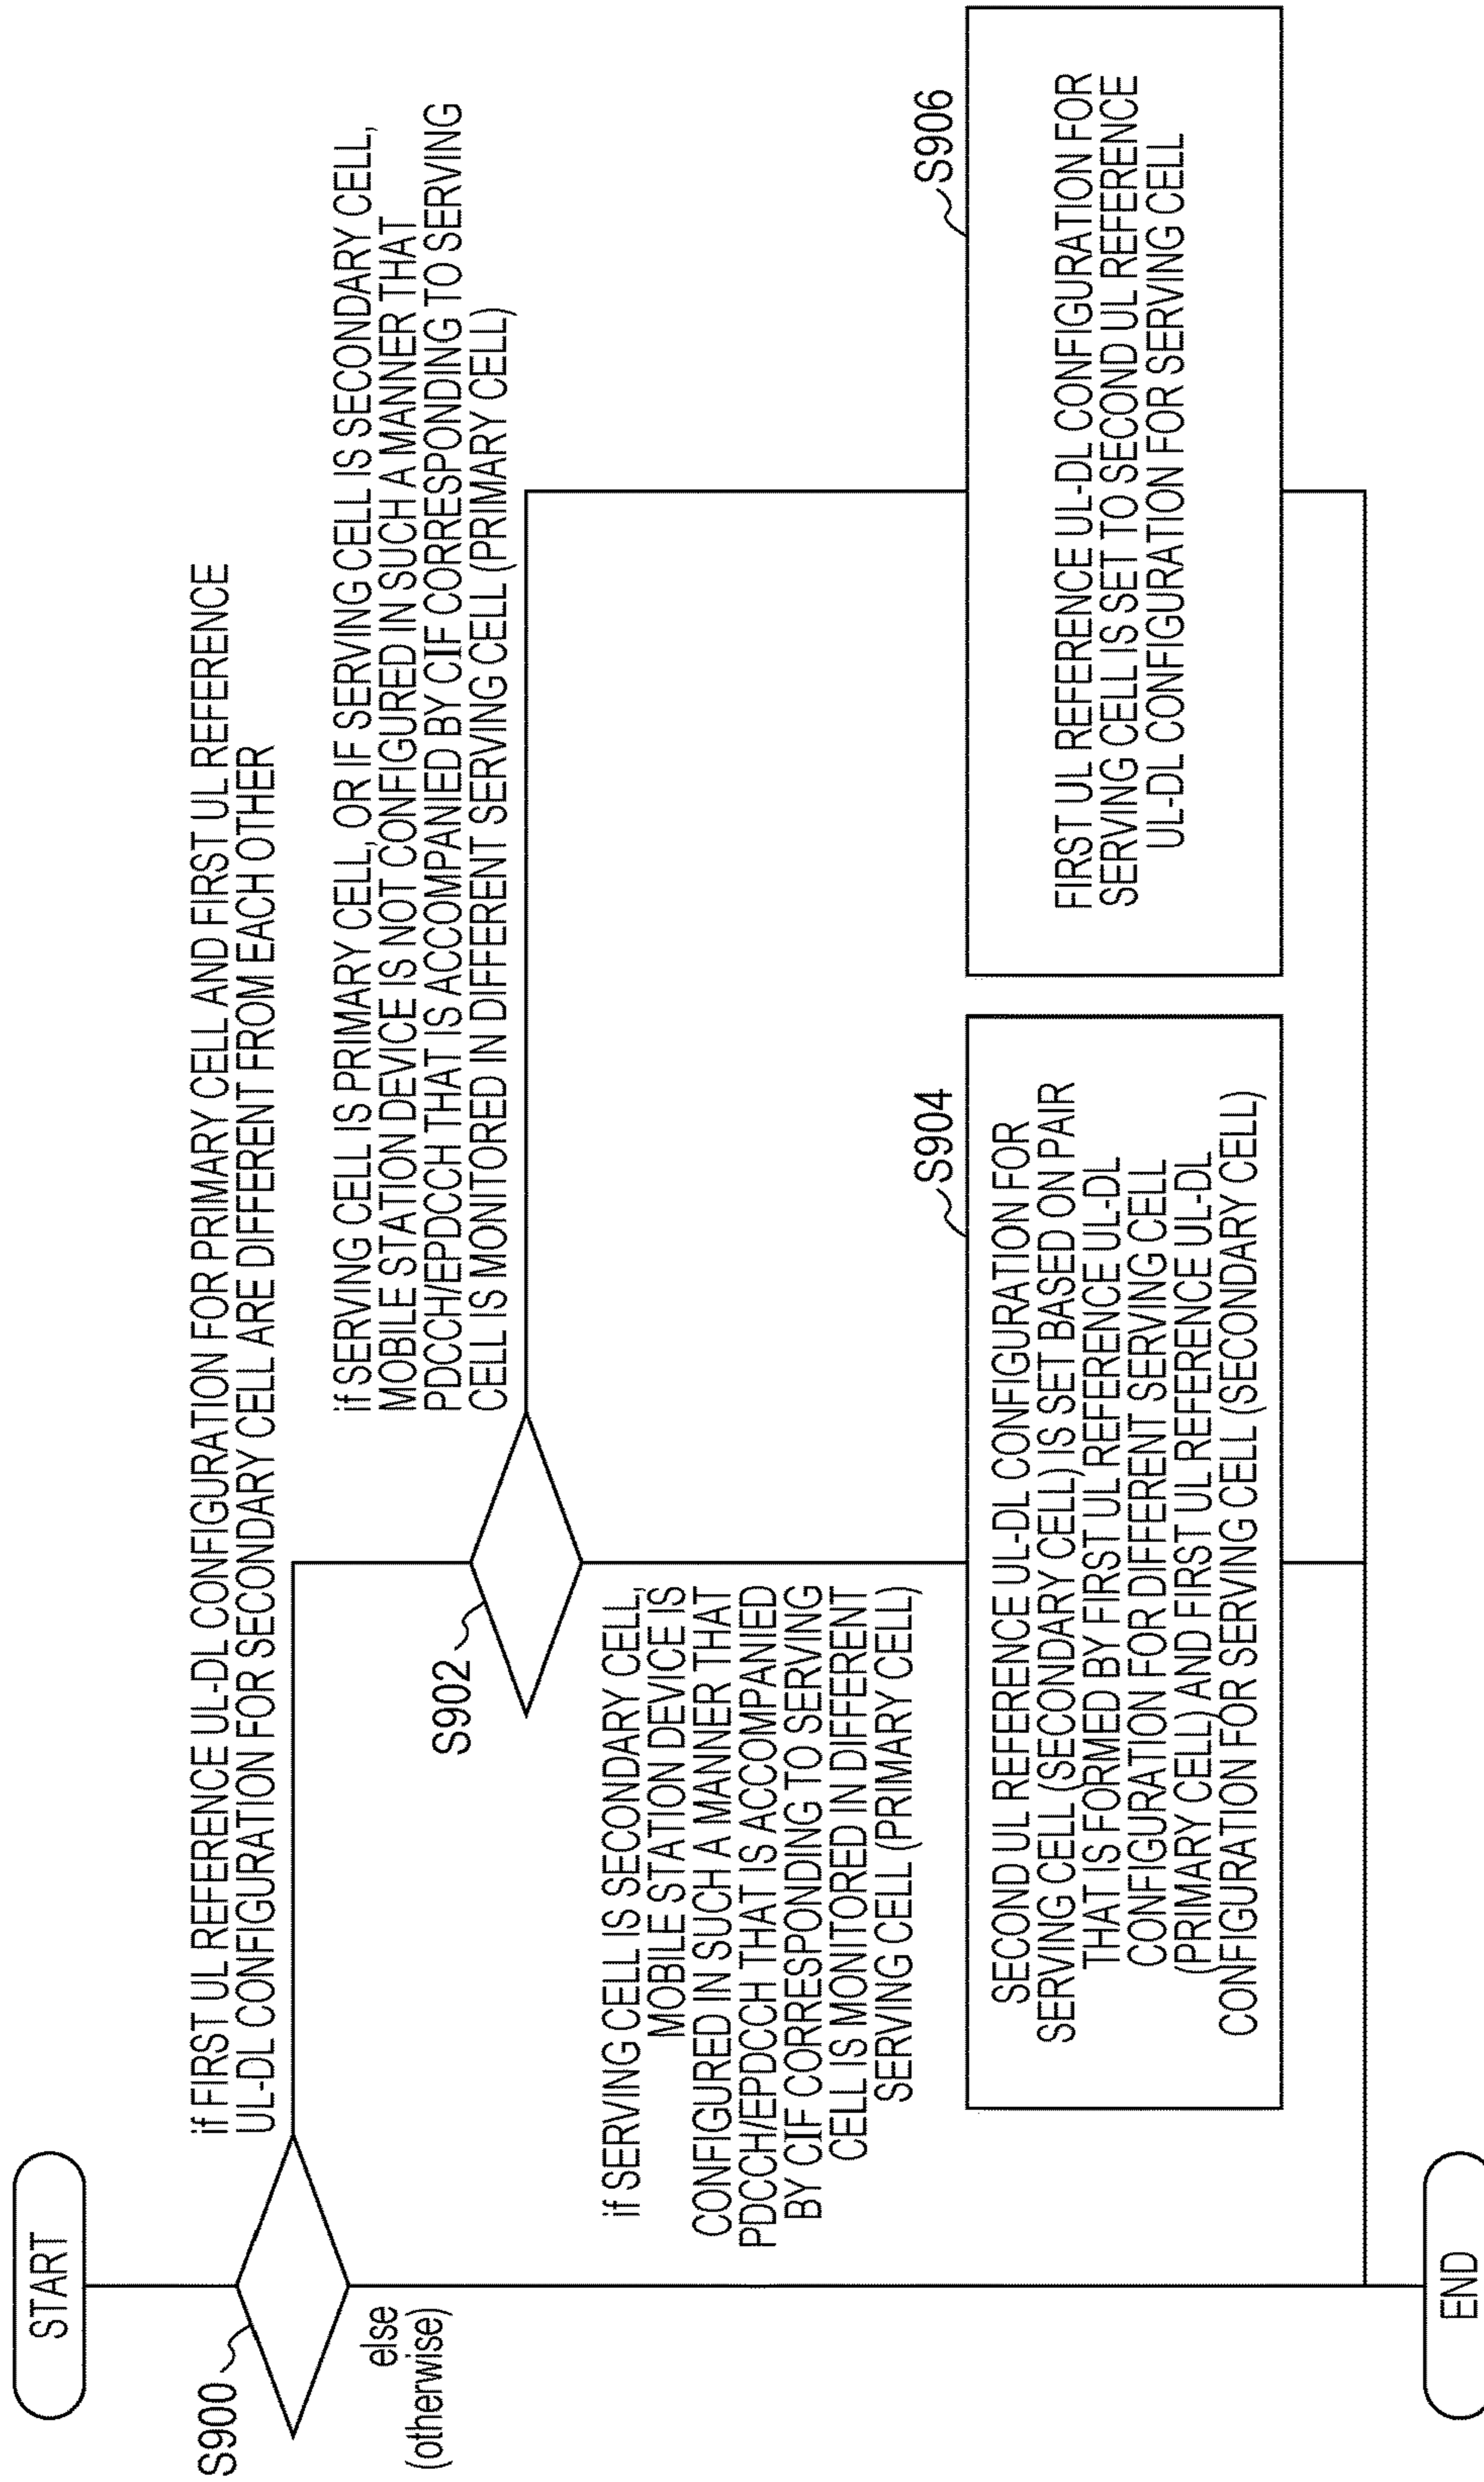 START
S900
if FIRST UL REFERENCE UL-DL CONFIGURATION FOR PRIMARY CELL AND FIRST UL REFERENCE
UL-DL CONFIGURATION FOR SECONDARY CELL ARE DIFFERENT FROM EACH OTHER
else
(otherwise)
S902
if SERVING CELL IS PRIMARY CELL, OR IF SERVING CELL IS SECONDARY CELL,
MOBILE STATION DEVICE IS NOT CONFIGURED IN SUCH A MANNER THAT
PDCCH/EPDCCH THAT IS ACCOMPANIED BY CIF CORRESPONDING TO SERVING
CELL IS MONITORED IN DIFFERENT SERVING CELL (PRIMARY CELL)
if SERVING CELL IS SECONDARY CELL,
MOBILE STATION DEVICE IS
CONFIGURED IN SUCH A MANNER THAT
PDCCH/EPDCCH THAT IS ACCOMPANIED
BY CIF CORRESPONDING TO SERVING
CELL IS MONITORED IN DIFFERENT
SERVING CELL (PRIMARY CELL)
S904
SECOND UL REFERENCE UL-DL CONFIGURATION FOR
SERVING CELL (SECONDARY CELL) IS SET BASED ON PAIR
THAT IS FORMED BY FIRST UL REFERENCE UL-DL
CONFIGURATION FOR DIFFERENT SERVING CELL
(PRIMARY CELL) AND FIRST UL REFERENCE UL-DL
CONFIGURATION FOR SERVING CELL (SECONDARY CELL)
S906
FIRST UL REFERENCE UL-DL CONFIGURATION FOR
SERVING CELL IS SET TO SECOND UL REFERENCE
UL-DL CONFIGURATION FOR SERVING CELL
END